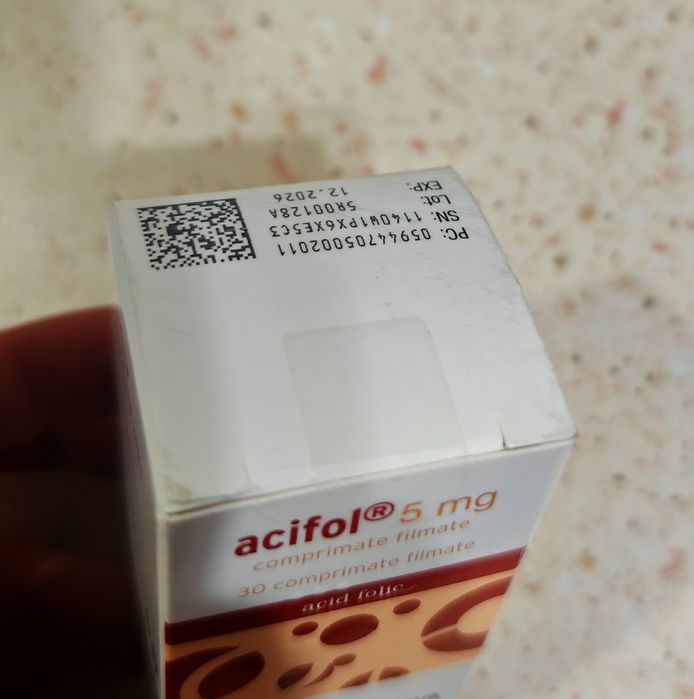 PC: 05944705002011
SN: 1140W1PX6XE5C3
Lot: 5R00128A
EXP: 12.2026
acifol® 5 mg
comprimate filmate
30 comprimate filmate
acid folic